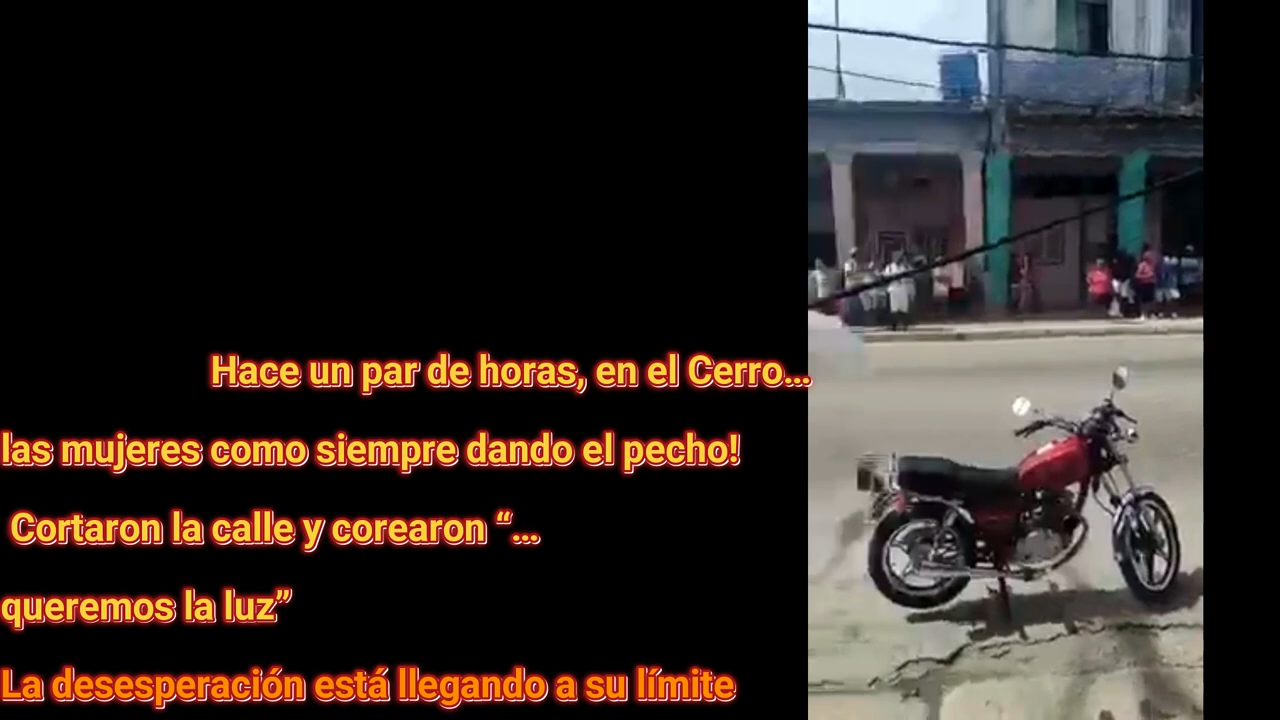 Hace un par de horas, en el Cerro...
las mujeres como siempre dando el pecho!
Cortaron la calle y corearon “...
queremos la luz”
La desesperación está llegando a su límite